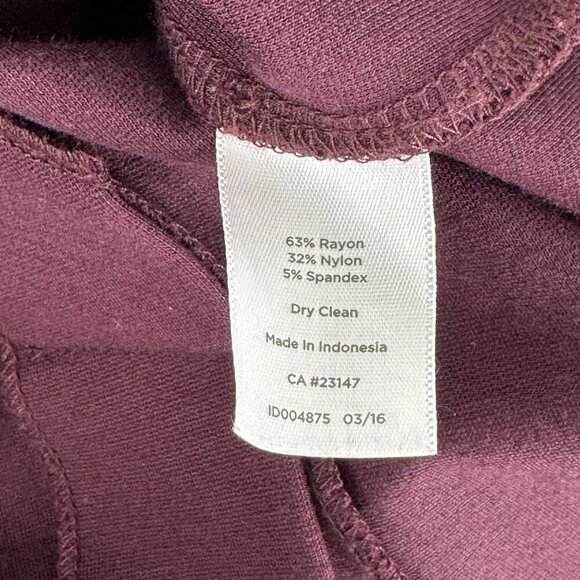 63% Rayon
32% Nylon
5% Spandex
Dry Clean
Made In Indonesia
CA #23147
ID004875 03/16